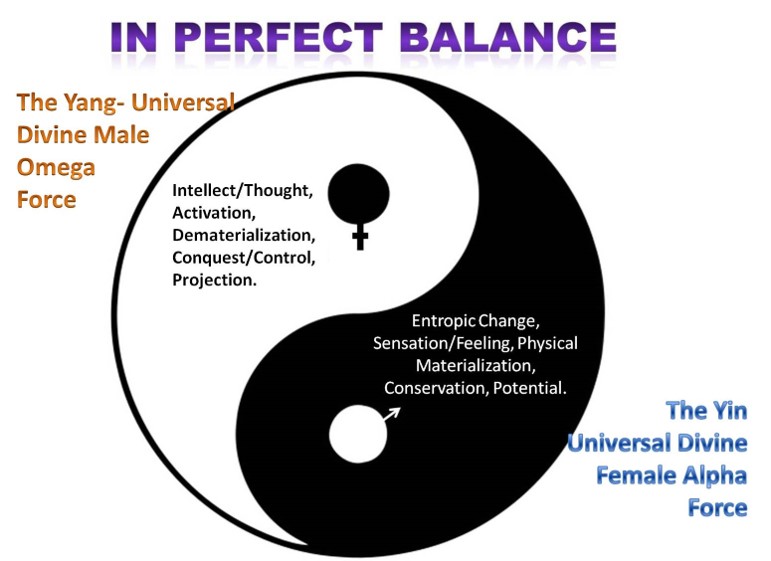 IN PERFECT BALANCE
The Yang- Universal
Divine Male
Omega
Force
Intellect/Thought,
Activation,
Dematerialization,
Conquest/Control,
Projection.
Entropic Change,
Sensation/Feeling, Physical
Materialization,
Conservation, Potential.
The Yin
Universal Divine
Female Alpha
Force